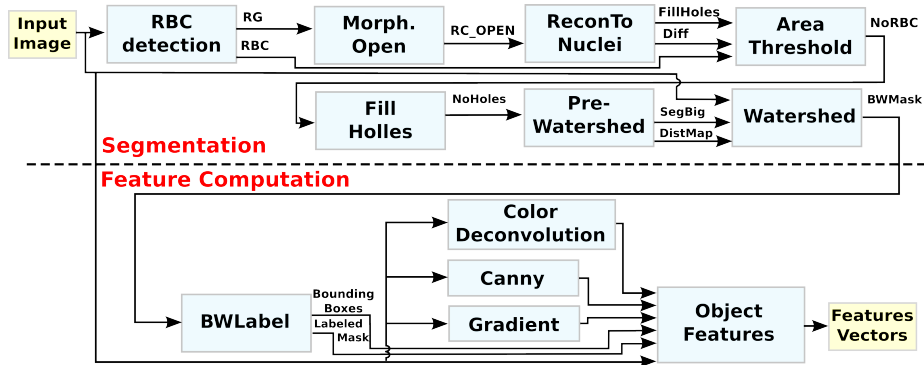 Input
Image
RBC
detection
RG
RBC
Morph.
Open
RC_OPEN
ReconTo
Nuclei
FillHoles
Diff
Area
Threshold
NoRBC
Fill
Holles
NoHoles
Pre-
Watershed
SegBig
DistMap
Watershed
BWMask
Segmentation
Feature Computation
Color
Deconvolution
Canny
Gradient
BWLabel
Bounding
Boxes
Labeled
Mask
Object
Features
Features
Vectors